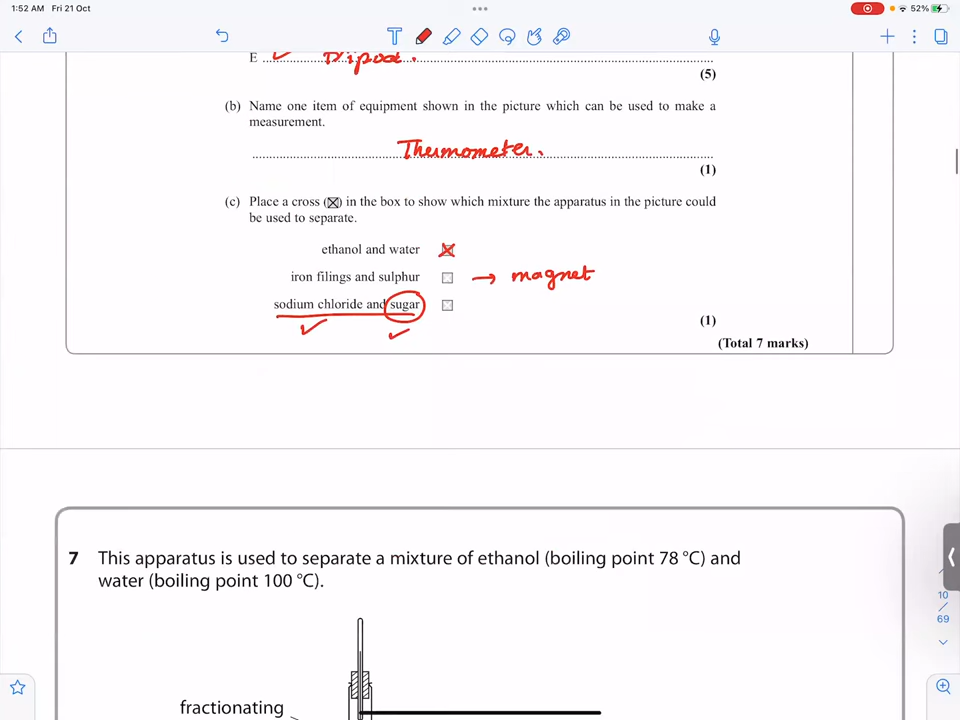 1:52 AM Fri 21 Oct
52%
E Tripod.
(5)
(b) Name one item of equipment shown in the picture which can be used to make a
measurement.
Thermometer.
(1)
(c) Place a cross (☒) in the box to show which mixture the apparatus in the picture could
be used to separate.
ethanol and water
iron filings and sulphur → magnet
sodium chloride and sugar
(1)
(Total 7 marks)
7 This apparatus is used to separate a mixture of ethanol (boiling point 78 °C) and
water (boiling point 100 °C).
fractionating
10
/
69